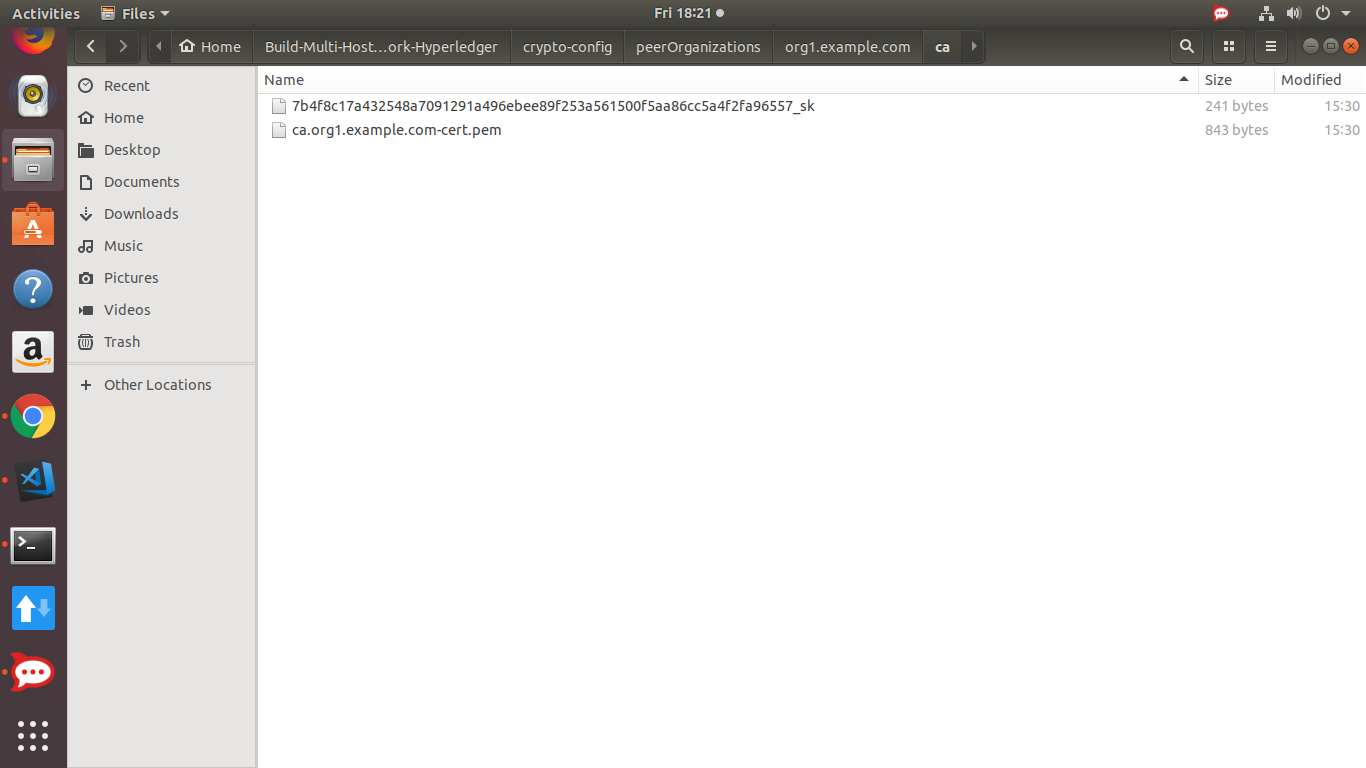 Activities Files Fri 18:21
Home Build-Multi-Host...ork-Hyperledger crypto-config peerOrganizations org1.example.com ca
Name Size Modified
7b4f8c17a432548a7091291a496ebee89f253a561500f5aa86cc5a4f2fa96557_sk 241 bytes 15:30
ca.org1.example.com-cert.pem 843 bytes 15:30
Recent
Home
Desktop
Documents
Downloads
Music
Pictures
Videos
Trash
Other Locations